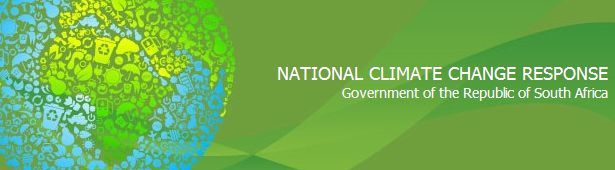 NATIONAL CLIMATE CHANGE RESPONSE
Government of the Republic of South Africa